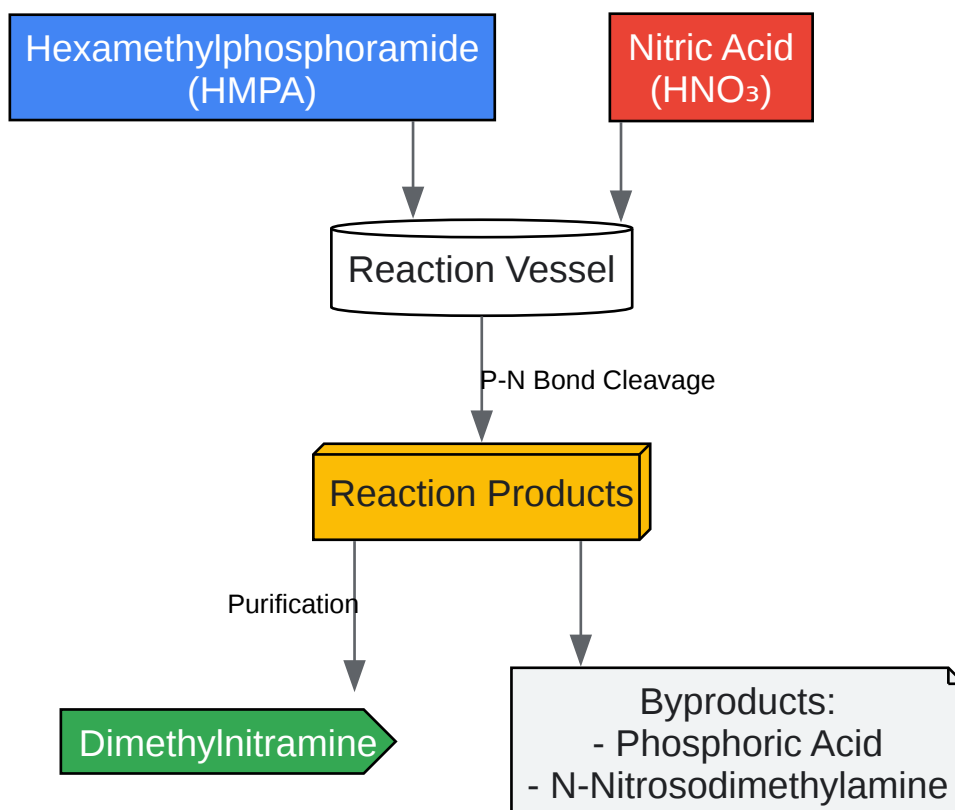 Hexamethylphosphoramide
(HMPA)
Nitric Acid
(HNO₃)
Reaction Vessel
P-N Bond Cleavage
Reaction Products
Purification
Dimethylnitramine
Byproducts:
- Phosphoric Acid
- N-Nitrosodimethylamine